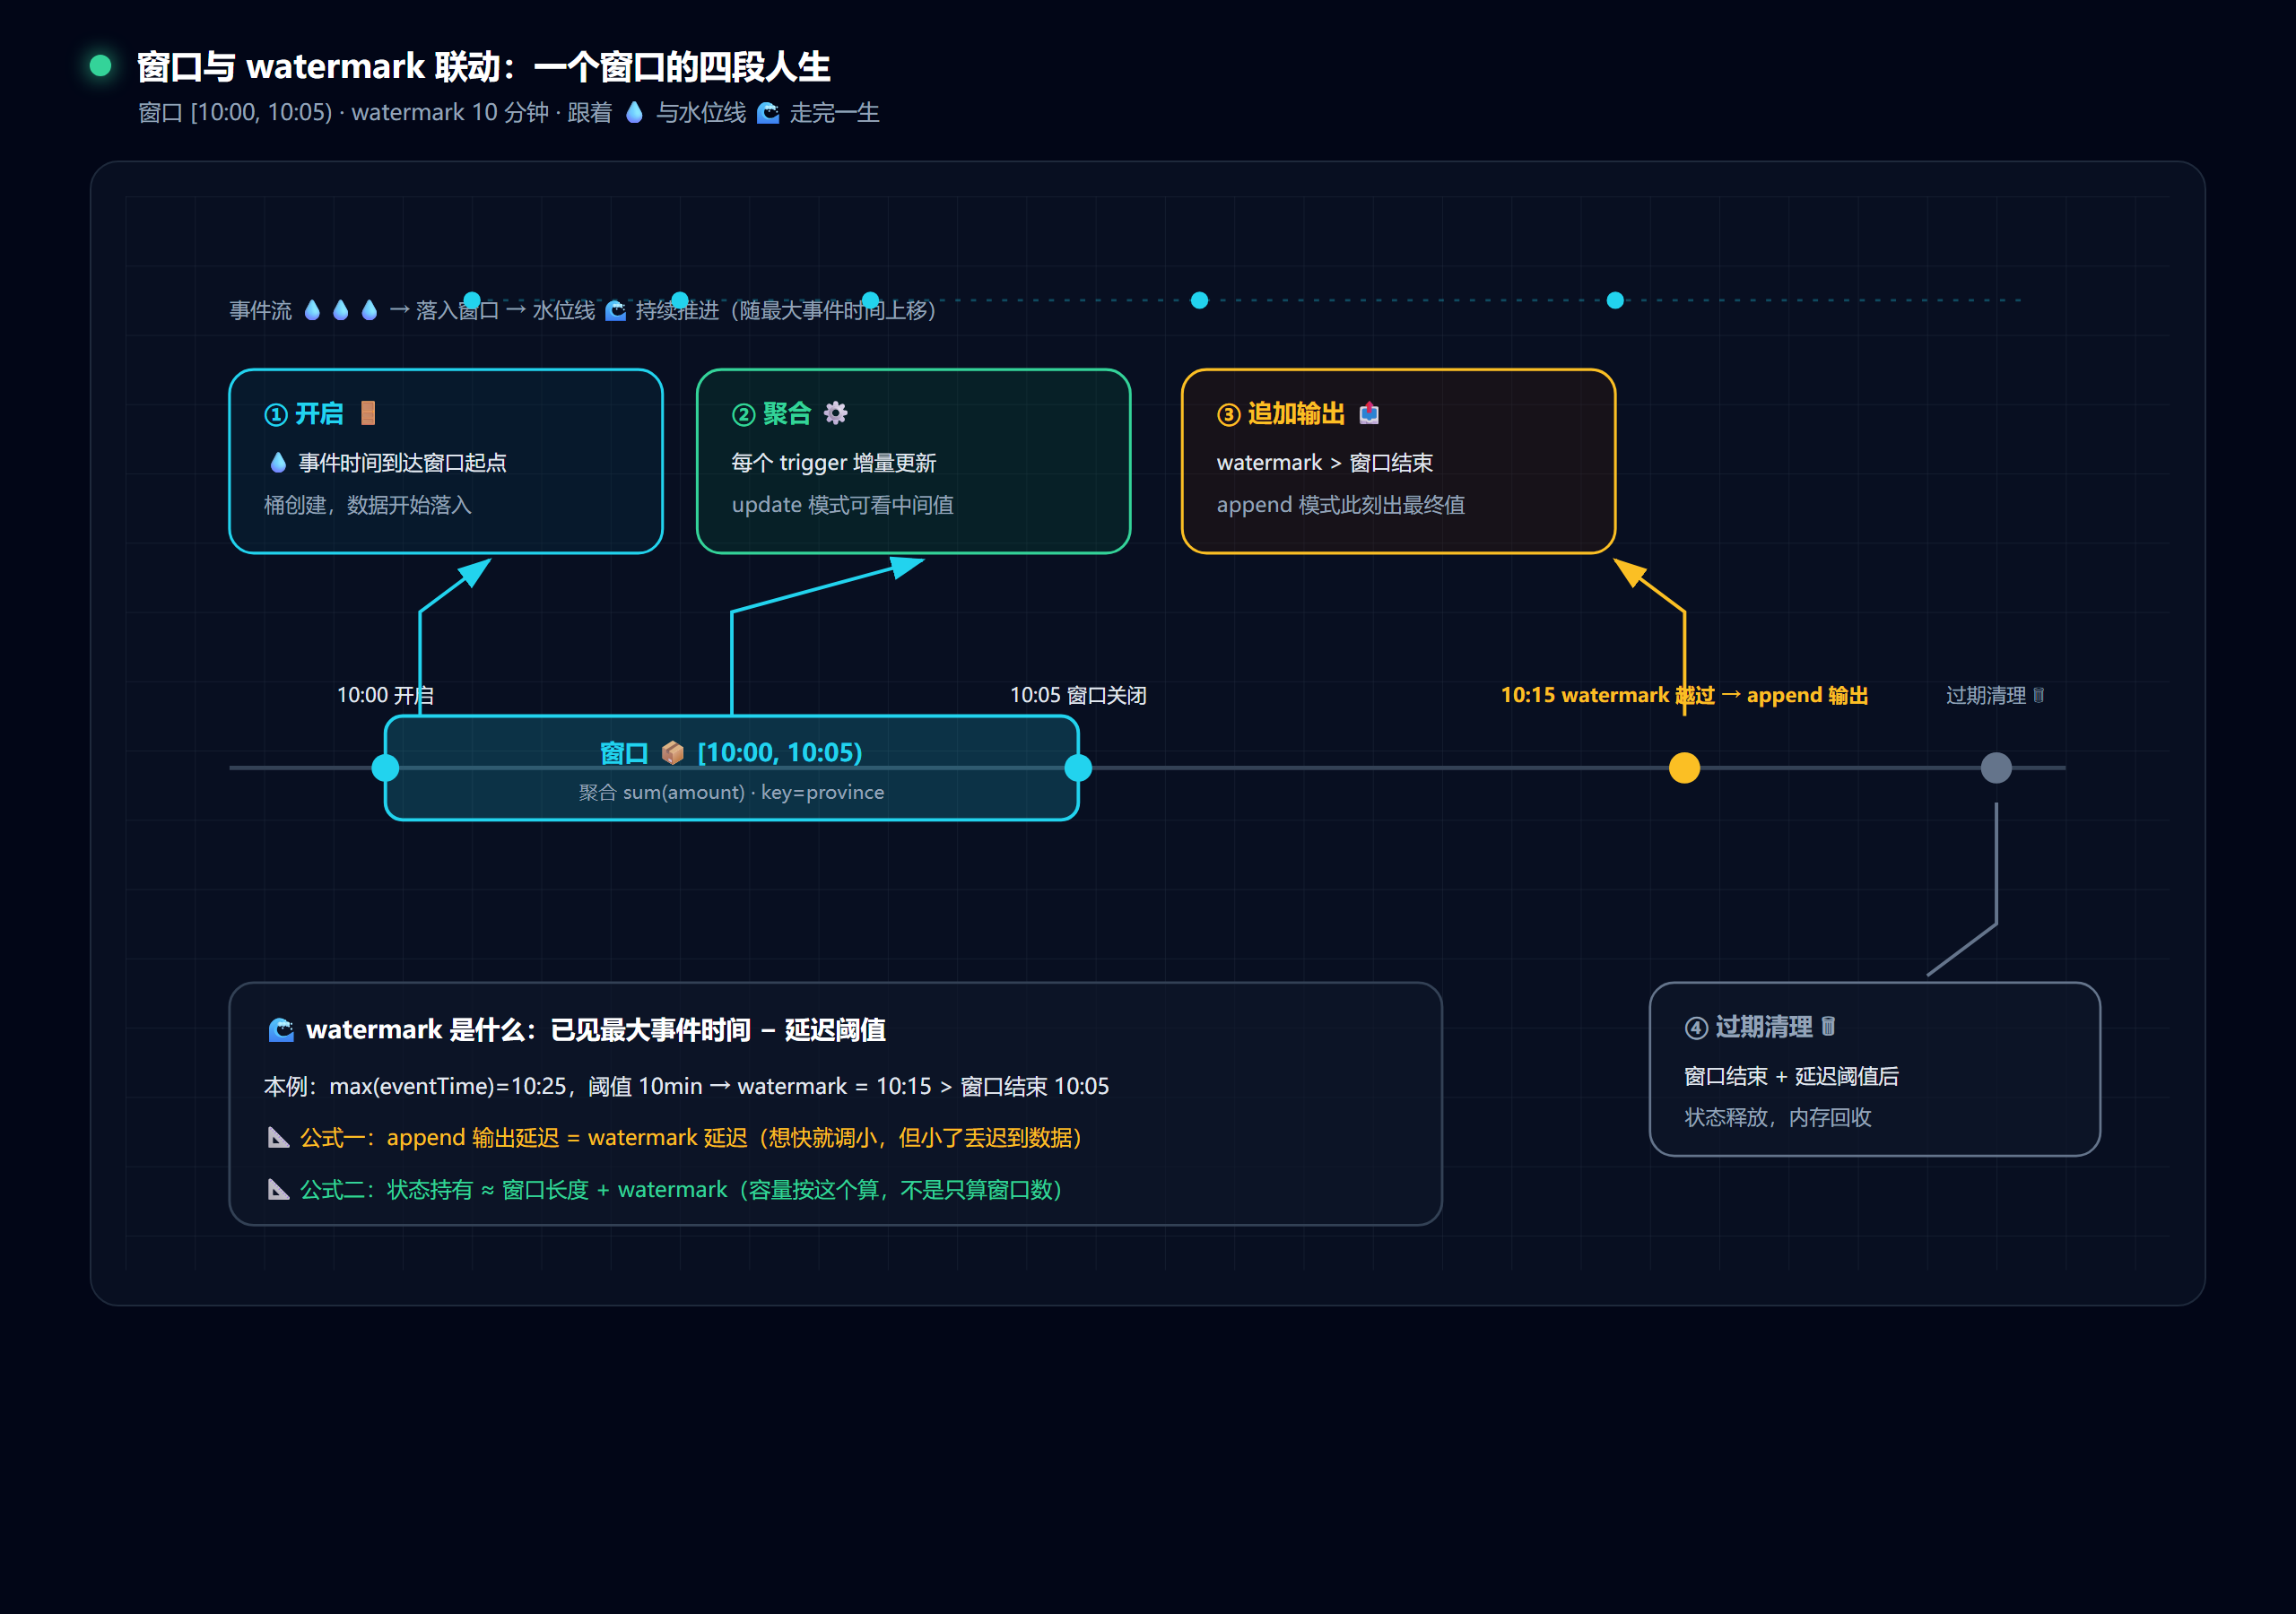 窗口与 watermark 联动：一个窗口的四段人生
窗口 [10:00, 10:05) · watermark 10 分钟 · 跟着 💧 与水位线 🌊 走完一生
事件流 💧 💧 💧 → 落入窗口 → 水位线 🌊 持续推进（随最大事件时间上移）
① 开启 🚪
💧 事件时间到达窗口起点
桶创建，数据开始落入
② 聚合 ⚙️
每个 trigger 增量更新
update 模式可看中间值
③ 追加输出 📤
watermark > 窗口结束
append 模式此刻出最终值
10:00 开启
10:05 窗口关闭
10:15 watermark 越过 → append 输出
过期清理 🗑
窗口 📦 [10:00, 10:05)
聚合 sum(amount) · key=province
🌊 watermark 是什么：已见最大事件时间 − 延迟阈值
本例：max(eventTime)=10:25，阈值 10min → watermark = 10:15 > 窗口结束 10:05
📐 公式一：append 输出延迟 = watermark 延迟（想快就调小，但小了丢迟到数据）
📐 公式二：状态持有 ≈ 窗口长度 + watermark（容量按这个算，不是只算窗口数）
④ 过期清理 🗑
窗口结束 + 延迟阈值后
状态释放，内存回收